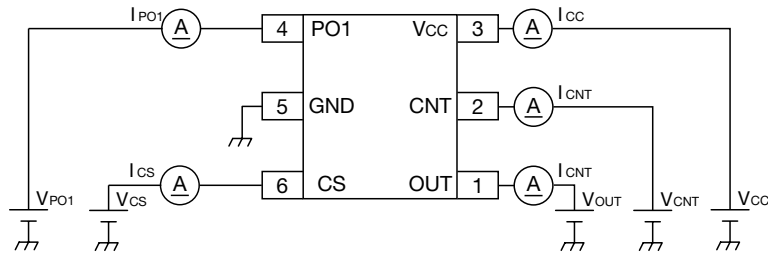 IPO1 A 4 PO1 VCC 3 A ICC
5 GND CNT 2 A ICNT
ICS A 6 CS OUT 1 A ICNT
VPO1 VCS VOUT VCNT VCC